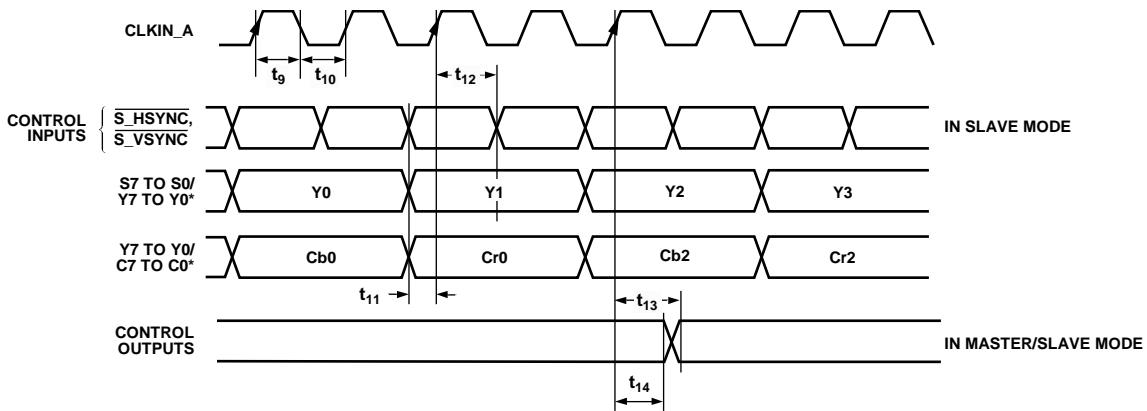 CLKIN_A
t9
t10
t12
CONTROL
INPUTS
S_HSYNC,
S_VSYNC
IN SLAVE MODE
S7 TO S0/
Y7 TO Y0*
Y0
Y1
Y2
Y3
Y7 TO Y0/
C7 TO C0*
Cb0
Cr0
Cb2
Cr2
t11
t13
CONTROL
OUTPUTS
IN MASTER/SLAVE MODE
t14